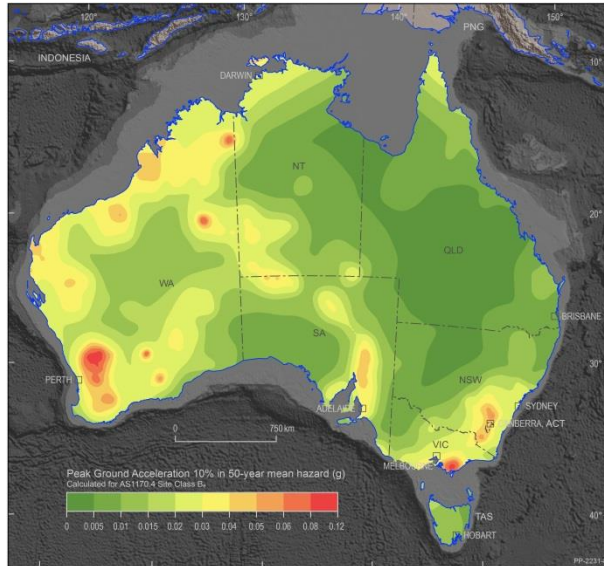 120°
130°
140°
150°
PNG
INDONESIA
10°
DARWIN
NT
20°
QLD
WA
BRISBANE
SA
30°
NSW
PERTH
SYDNEY
ADELAIDE
CANBERRA, ACT
0 750 km
VIC
MELBOURNE
Peak Ground Acceleration 10% in 50-year mean hazard (g)
Calculated for AS1170.4 Site Class Bₑ
0 0.005 0.01 0.02 0.03 0.04 0.05 0.06 0.08 0.12
TAS
40°
HOBART